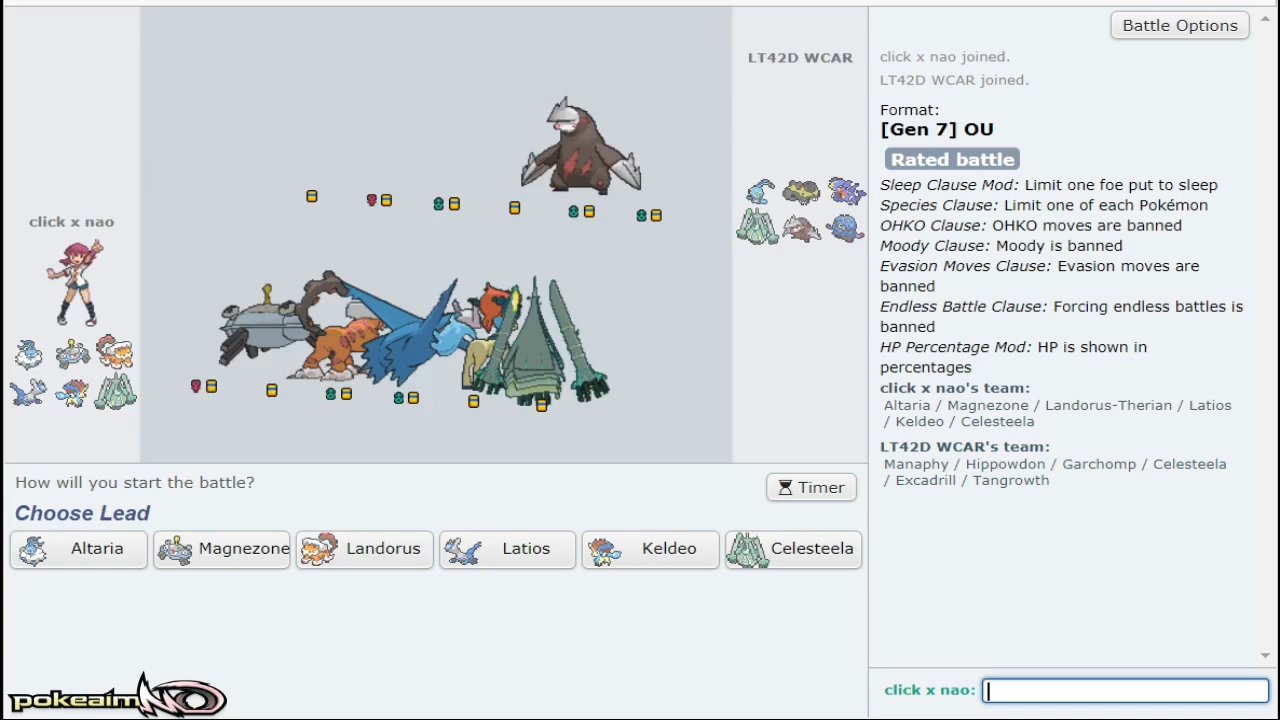 LT42D WCAR
click x nao
How will you start the battle?
Timer
Choose Lead
Altaria
Magnezone
Landorus
Latios
Keldeo
Celesteela
pokeaimNO
Battle Options
click x nao joined.
LT42D WCAR joined.
Format:
[Gen 7] OU
Rated battle
Sleep Clause Mod: Limit one foe put to sleep
Species Clause: Limit one of each Pokémon
OHKO Clause: OHKO moves are banned
Moody Clause: Moody is banned
Evasion Moves Clause: Evasion moves are
banned
Endless Battle Clause: Forcing endless battles is
banned
HP Percentage Mod: HP is shown in
percentages
click x nao's team:
Altaria / Magnezone / Landorus-Therian / Latios
/ Keldeo / Celesteela
LT42D WCAR's team:
Manaphy / Hippowdon / Garchomp / Celesteela
/ Excadrill / Tangrowth
click x nao: